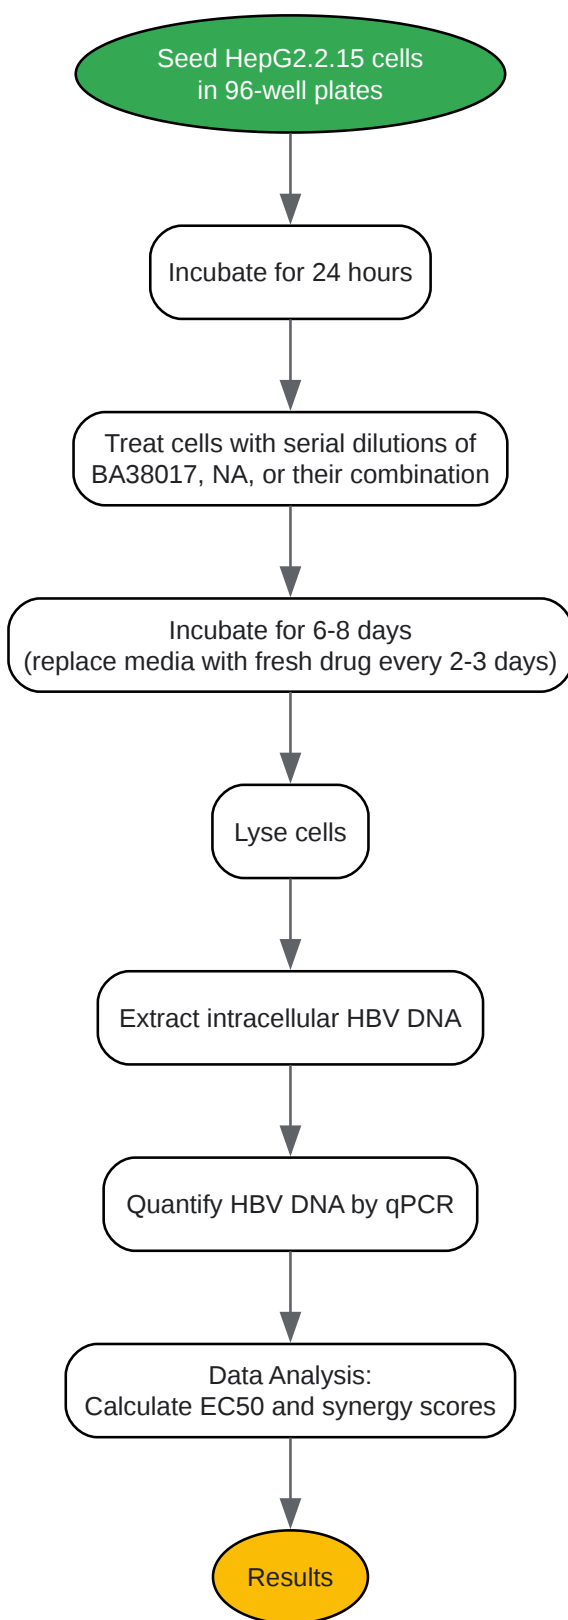 Seed HepG2.2.15 cells
in 96-well plates
Incubate for 24 hours
Treat cells with serial dilutions of
BA38017, NA, or their combination
Incubate for 6-8 days
(replace media with fresh drug every 2-3 days)
Lyse cells
Extract intracellular HBV DNA
Quantify HBV DNA by qPCR
Data Analysis:
Calculate EC50 and synergy scores
Results